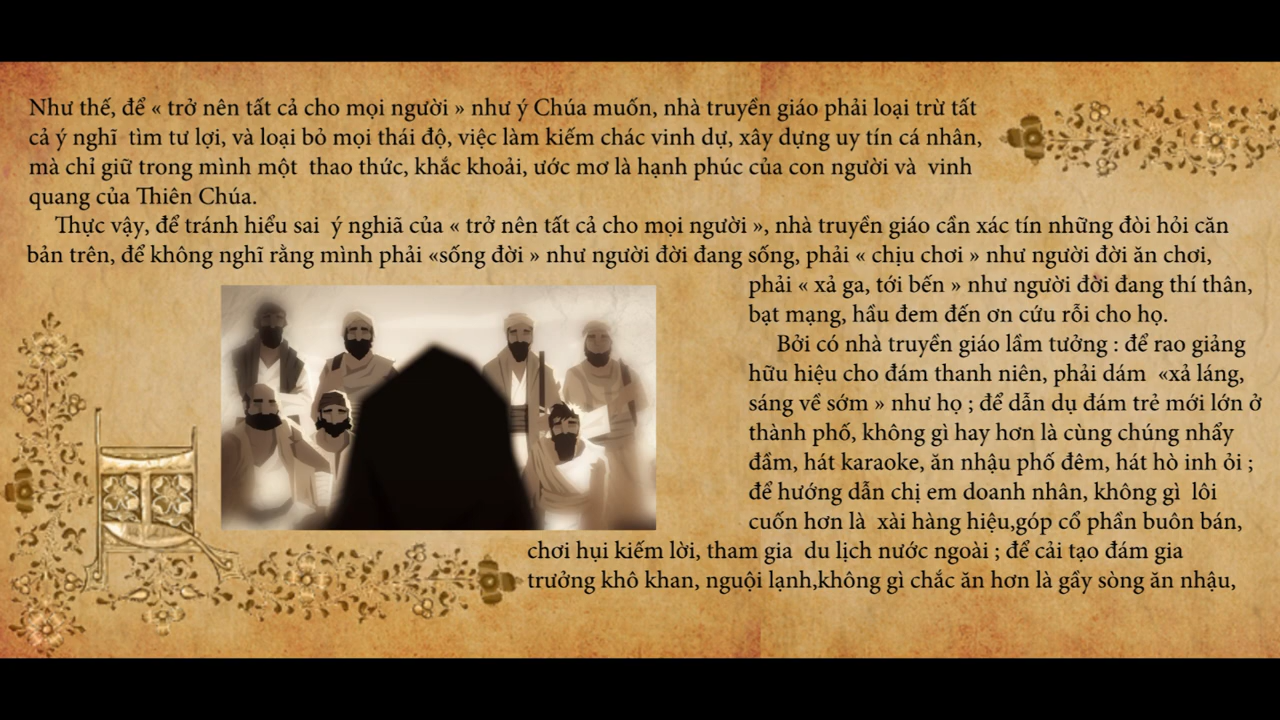 Như thế, để « trở nên tất cả cho mọi người » như ý Chúa muốn, nhà truyền giáo phải loại trừ tất
cả ý nghĩ tìm tư lợi, và loại bỏ mọi thái độ, việc làm kiếm chác vinh dự, xây dựng uy tín cá nhân,
mà chỉ giữ trong mình một thao thức, khắc khoải, ước mơ là hạnh phúc của con người và vinh
quang của Thiên Chúa.
Thực vậy, để tránh hiểu sai ý nghiã của « trở nên tất cả cho mọi người », nhà truyền giáo cần xác tín những đòi hỏi căn
bản trên, để không nghĩ rằng mình phải «sống đời » như người đời đang sống, phải « chịu chơi » như người đời ăn chơi,
phải « xả ga, tới bến » như người đời đang thí thân,
bạt mạng, hầu đem đến ơn cứu rỗi cho họ.
Bởi có nhà truyền giáo lầm tưởng : để rao giảng
hữu hiệu cho đám thanh niên, phải dám «xả láng,
sáng về sớm » như họ ; để dẫn dụ đám trẻ mới lớn ở
thành phố, không gì hay hơn là cùng chúng nhẩy
đầm, hát karaoke, ăn nhậu phố đêm, hát hò inh ỏi ;
để hướng dẫn chị em doanh nhân, không gì lôi
cuốn hơn là xài hàng hiệu,góp cổ phần buôn bán,
chơi hụi kiếm lời, tham gia du lịch nước ngoài ; để cải tạo đám gia
trưởng khô khan, nguội lạnh,không gì chắc ăn hơn là gầy sòng ăn nhậu,